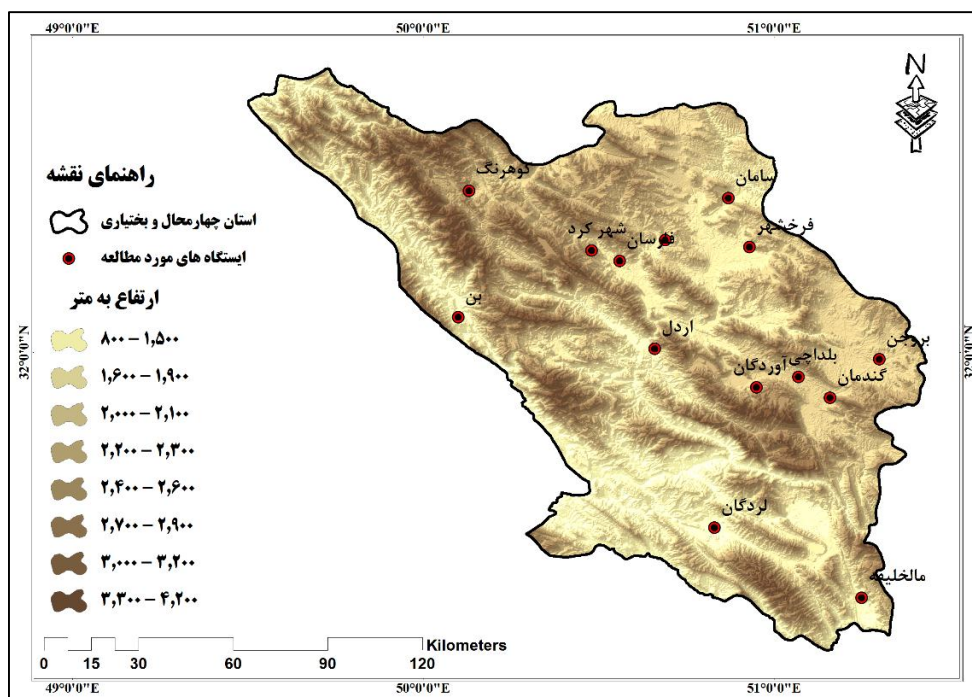 49°0'0"E
50°0'0"E
51°0'0"E
N
راهنمای نقشه
استان چهارمحال و بختیاری
ایستگاه های مورد مطالعه
ارتفاع به متر
۸۰۰ – ۱,۵۰۰
۱,۶۰۰ – ۱,۹۰۰
۲,۰۰۰ – ۲,۱۰۰
۲,۲۰۰ – ۲,۳۰۰
۲,۴۰۰ – ۲,۶۰۰
۲,۷۰۰ – ۲,۹۰۰
۳,۰۰۰ – ۳,۲۰۰
۳,۳۰۰ – ۴,۲۰۰
کوهرنگ
سامان
فرخشهر
شهر کرد
فارسان
بن
اردل
بروجن
بلداچی
آوردگان
گندمان
لردگان
مالخلیفه
32°0'0"N
32°0'0"N
Kilometers
0 15 30 60 90 120
49°0'0"E
50°0'0"E
51°0'0"E